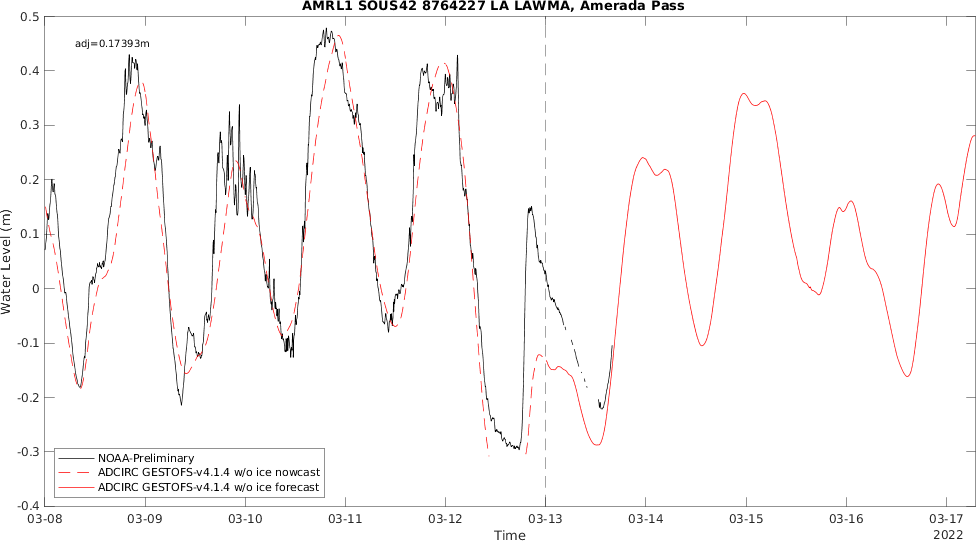 AMRL1 SOUS42 8764227 LA LAWMA, Amerada Pass
adj=0.17393m
0.5
0.4
0.3
0.2
0.1
0
-0.1
-0.2
-0.3
-0.4
Water Level (m)
NOAA-Preliminary
ADCIRC GESTOFS-v4.1.4 w/o ice nowcast
ADCIRC GESTOFS-v4.1.4 w/o ice forecast
03-08 03-09 03-10 03-11 03-12 03-13 03-14 03-15 03-16 03-17
Time
2022